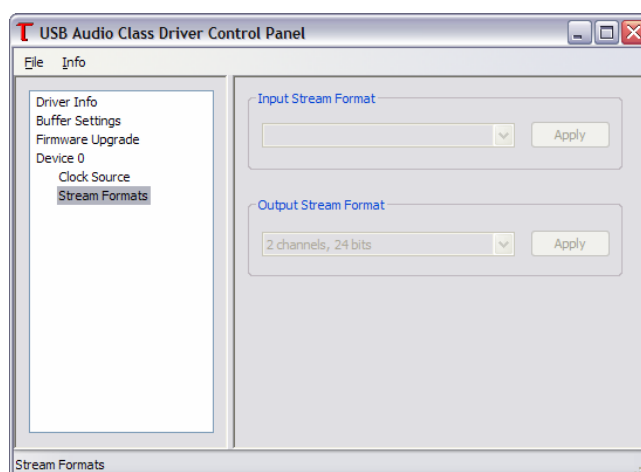 USB Audio Class Driver Control Panel
File Info
Driver Info
Buffer Settings
Firmware Upgrade
Device 0
Clock Source
Stream Formats
Input Stream Format
Apply
Output Stream Format
2 channels, 24 bits
Apply
Stream Formats